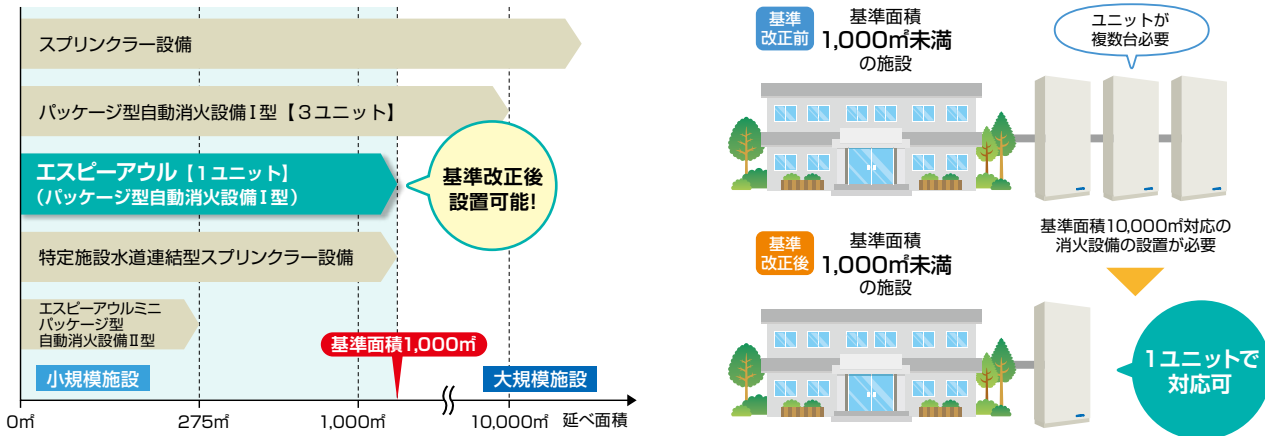 スプリンクラー設備
パッケージ型自動消火設備Ⅰ型【3ユニット】
エスピーアウル【1ユニット】
（パッケージ型自動消火設備Ⅰ型）
基準改正後
設置可能!
特定施設水道連結型スプリンクラー設備
エスピーアウルミニ
パッケージ型
自動消火設備Ⅱ型
基準面積1,000㎡
小規模施設
大規模施設
0㎡
275㎡
1,000㎡
10,000㎡
延べ面積
基準
改正前
基準面積
1,000㎡未満
の施設
ユニットが
複数台必要
基準面積10,000㎡対応の
消火設備の設置が必要
基準
改正後
基準面積
1,000㎡未満
の施設
1ユニットで
対応可